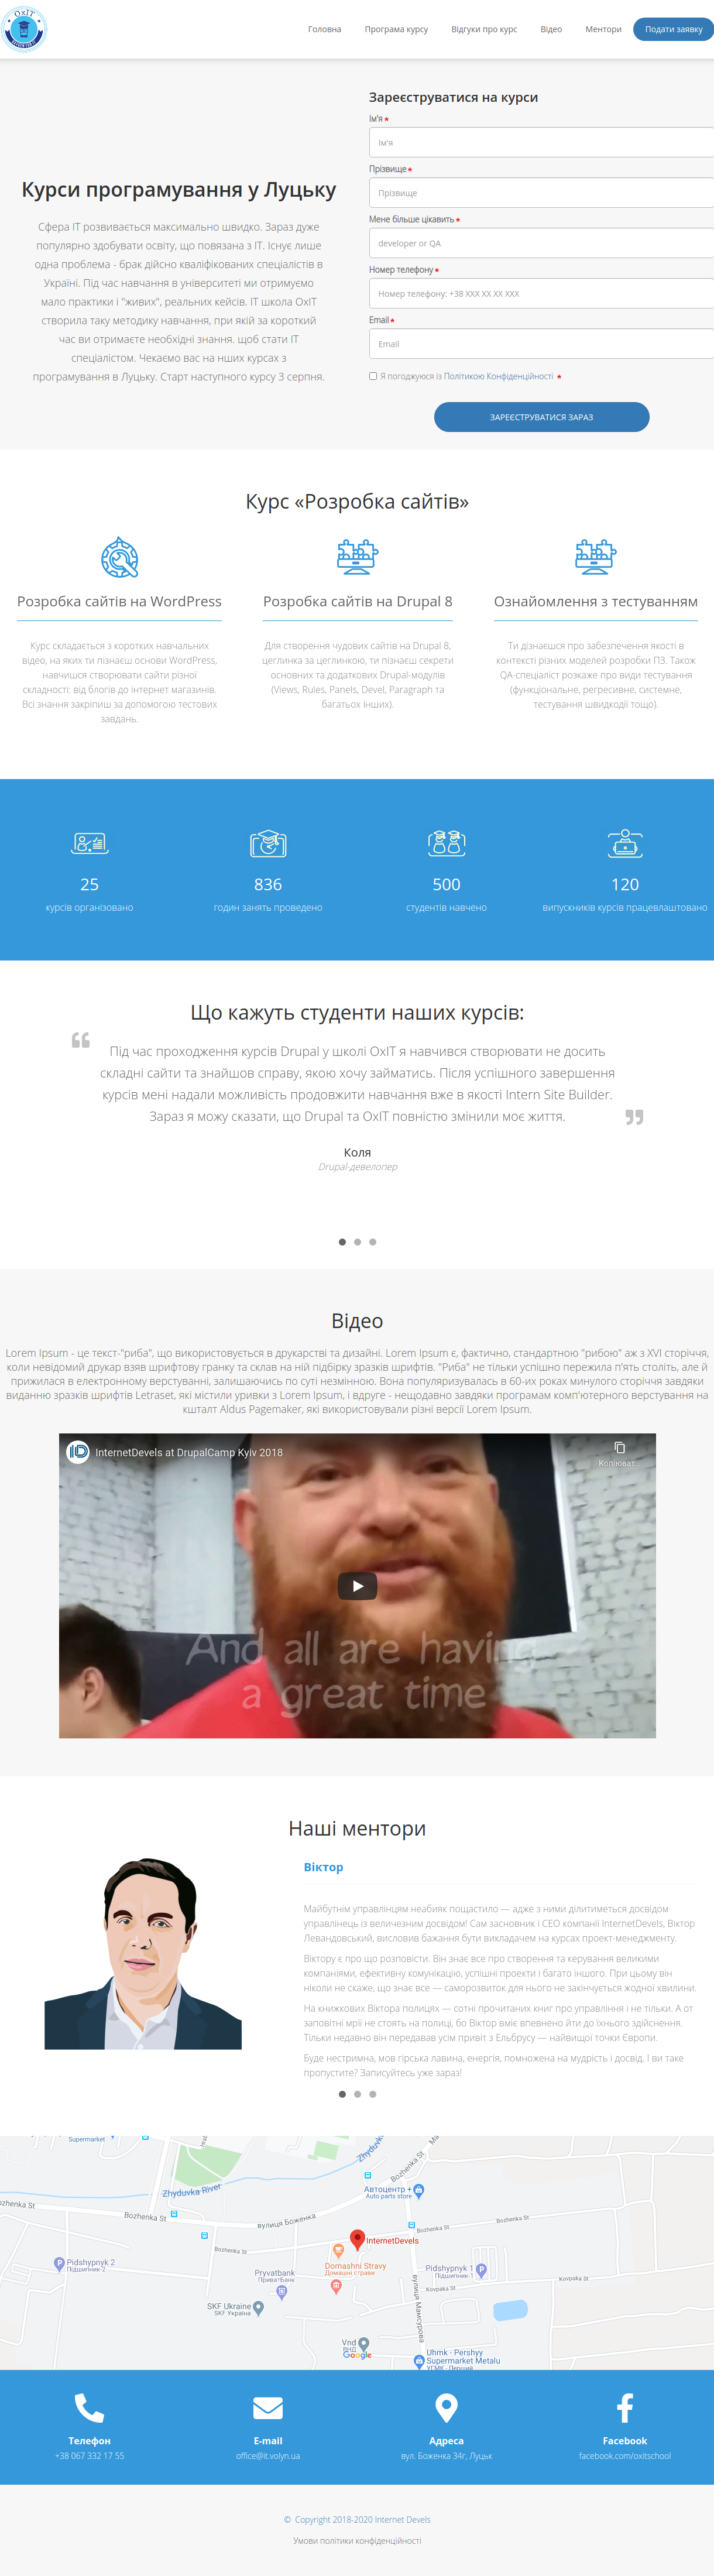 OxIT
Головна
Програма курсу
Відгуки про курс
Відео
Ментори
Подати заявку
Курси програмування у Луцьку
Сфера ІТ розвивається максимально швидко. Зараз дуже
популярно здобувати освіту, що повязана з ІТ. Існує лише
одна проблема - брак дійсно кваліфікованих спеціалістів в
Україні. Під час навчання в університеті ми отримуємо
мало практики і "живих", реальних кейсів. ІТ школа OxIT
створила таку методику навчання, при якій за короткий
час ви отримаєте необхідні знання. щоб стати ІТ
спеціалістом. Чекаємо вас на нших курсах з
програмування в Луцьку. Старт наступного курсу 3 серпня.
Зареєструватися на курси
Ім'я *
Ім'я
Прізвище *
Прізвище
Мене більше цікавить *
developer or QA
Номер телефону *
Номер телефону: +38 XXX XX XX XXX
Email *
Email
Я погоджуюся із Політикою Конфіденційності *
ЗАРЕЄСТРУВАТИСЯ ЗАРАЗ
Курс «Розробка сайтів»
Розробка сайтів на WordPress
Курс складається з коротких навчальних
відео, на яких ти пізнаєш основи WordPress,
навчишся створювати сайти різної
складності: від блогів до інтернет магазинів.
Всі знання закріпиш за допомогою тестових
завдань.
Розробка сайтів на Drupal 8
Для створення чудових сайтів на Drupal 8,
цеглинка за цеглинкою, ти пізнаєш секрети
основних та додаткових Drupal-модулів
(Views, Rules, Panels, Devel, Paragraph та
багатьох інших).
Ознайомлення з тестуванням
Ти дізнаєшся про забезпечення якості в
контексті різних моделей розробки ПЗ. Також
QA-спеціаліст розкаже про види тестування
(функціональне, регресивне, системне,
тестування швидкодії тощо).
25
курсів організовано
836
годин занять проведено
500
студентів навчено
120
випускників курсів працевлаштовано
Що кажуть студенти наших курсів:
Під час проходження курсів Drupal у школі OxIT я навчився створювати не досить
складні сайти та знайшов справу, якою хочу займатись. Після успішного завершення
курсів мені надали можливість продовжити навчання вже в якості Intern Site Builder.
Зараз я можу сказати, що Drupal та OxIT повністю змінили моє життя.
Коля
Drupal-девелопер
Відео
Lorem Ipsum - це текст-"риба", що використовується в друкарстві та дизайні. Lorem Ipsum є, фактично, стандартною "рибою" аж з XVI сторіччя,
коли невідомий друкар взяв шрифтову гранку та склав на ній підбірку зразків шрифтів. "Риба" не тільки успішно пережила п'ять століть, але й
прижилася в електронному верстуванні, залишаючись по суті незмінною. Вона популяризувалась в 60-их роках минулого сторіччя завдяки
виданню зразків шрифтів Letraset, які містили уривки з Lorem Ipsum, і вдруге - нещодавно завдяки програмам комп'ютерного верстування на
кшталт Aldus Pagemaker, які використовували різні версії Lorem Ipsum.
InternetDevels at DrupalCamp Kyiv 2018
Копіюват...
And all are having
a great time
Наші ментори
Віктор
Майбутнім управлінцям неабияк пощастило — адже з ними ділитиметься досвідом
управлінець із величезним досвідом! Сам засновник і CEO компанії InternetDevels, Віктор
Левандовський, висловив бажання бути викладачем на курсах проект-менеджменту.
Віктору є про що розповісти. Він знає все про створення та керування великими
компаніями, ефективну комунікацію, успішні проекти і багато іншого. При цьому він
ніколи не скаже, що знає все — саморозвиток для нього не закінчується жодної хвилини.
На книжкових Віктора полицях — сотні прочитаних книг про управління і не тільки. А от
заповітні мрії не стоять на полиці, бо Віктор вміє впевнено йти до їхнього здійснення.
Тільки недавно він передавав усім привіт з Ельбрусу — найвищої точки Європи.
Буде нестримна, мов гірська лавина, енергія, помножена на мудрість і досвід. І ви таке
пропустите? Записуйтесь уже зараз!
Supermarket
Zhyduvka River
Bozhenka St
Автоцентр +
Auto parts store
ozhenka St
Bozhenka St
вулиця Боженка
Bozhenka St
Bozhenka St
InternetDevels
Bozhenka St
Pidshypnyk 2
Підшипник-2
Domashni Stravy
Домашні страви
Pryvatbank
ПриватБанк
Pidshypnyk 1
Підшипник-1
Kovpaka St
Kovpaka St
вулиця Мамсурова
SKF Ukraine
SKF Україна
Vnd
ВНД
Google
Uhmk - Pershyy
Supermarket Metalu
УГМК - Перший
Телефон
+38 067 332 17 55
E-mail
office@it.volyn.ua
Адреса
вул. Боженка 34г, Луцьк
Facebook
facebook.com/oxitschool
© Copyright 2018-2020 Internet Devels
Умови політики конфіденційності